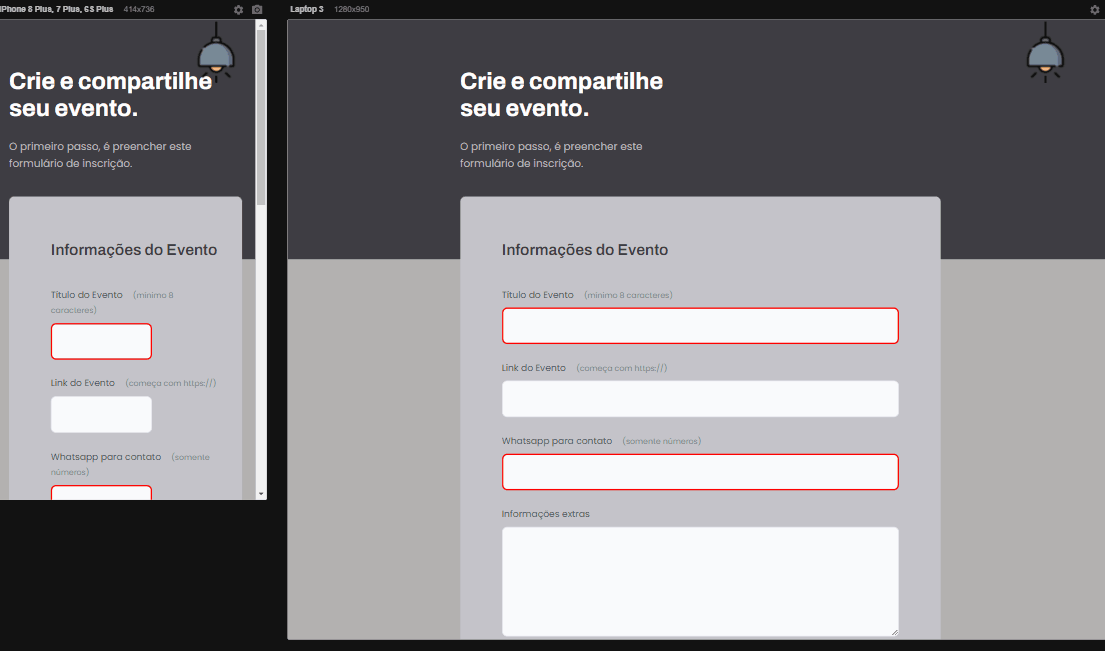 iPhone 8 Plus, 7 Plus, 6S Plus 414x736
Crie e compartilhe
seu evento.
O primeiro passo, é preencher este
formulário de inscrição.
Informações do Evento
Título do Evento (mínimo 8
caracteres)
Link do Evento (começa com https://)
Whatsapp para contato (somente
números)
Laptop 3 1280x950
Crie e compartilhe
seu evento.
O primeiro passo, é preencher este
formulário de inscrição.
Informações do Evento
Título do Evento (mínimo 8 caracteres)
Link do Evento (começa com https://)
Whatsapp para contato (somente números)
Informações extras